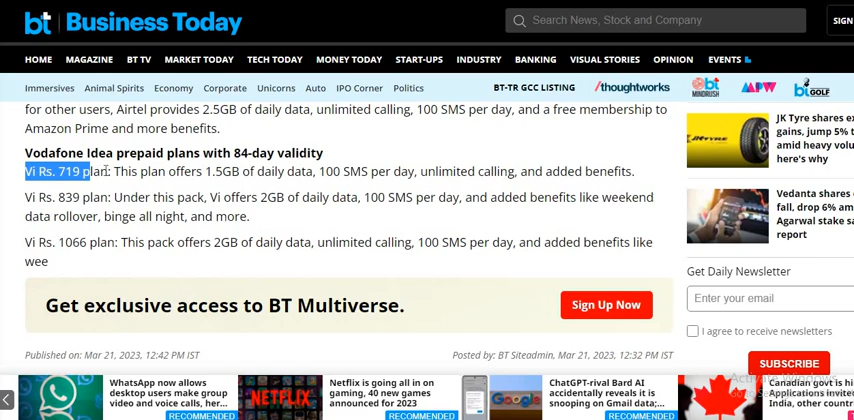 bt Business Today
Search News, Stock and Company
SIGN
HOME MAGAZINE BT TV MARKET TODAY TECH TODAY MONEY TODAY START-UPS INDUSTRY BANKING VISUAL STORIES OPINION EVENTS
Immersives Animal Spirits Economy Corporate Unicorns Auto IPO Corner Politics BT-TR GCC LISTING /thoughtworks bt MINDRUSH MPW bt GOLF
for other users, Airtel provides 2.5GB of daily data, unlimited calling, 100 SMS per day, and a free membership to
Amazon Prime and more benefits.
Vodafone Idea prepaid plans with 84-day validity
Vi Rs. 719 plan: This plan offers 1.5GB of daily data, 100 SMS per day, unlimited calling, and added benefits.
Vi Rs. 839 plan: Under this pack, Vi offers 2GB of daily data, 100 SMS per day, and added benefits like weekend
data rollover, binge all night, and more.
Vi Rs. 1066 plan: This pack offers 2GB of daily data, unlimited calling, 100 SMS per day, and added benefits like
wee
Get exclusive access to BT Multiverse.
Sign Up Now
Published on: Mar 21, 2023, 12:42 PM IST
Posted by: BT Siteadmin, Mar 21, 2023, 12:32 PM IST
JK Tyre shares ex
gains, jump 5% t
amid heavy volu
here's why
Vedanta shares
fall, drop 6% am
Agarwal stake sa
report
Get Daily Newsletter
Enter your email
I agree to receive newsletters
SUBSCRIBE
Activate Windows
WhatsApp now allows
desktop users make group
video and voice calls, her...
RECOMMENDED
NETFLIX
Netflix is going all in on
gaming, 40 new games
announced for 2023
RECOMMENDED
Google
ChatGPT-rival Bard AI
accidentally reveals it is
snooping on Gmail data;...
RECOMMENDED
Canadian govt is hi
Applications invite
India, other countr